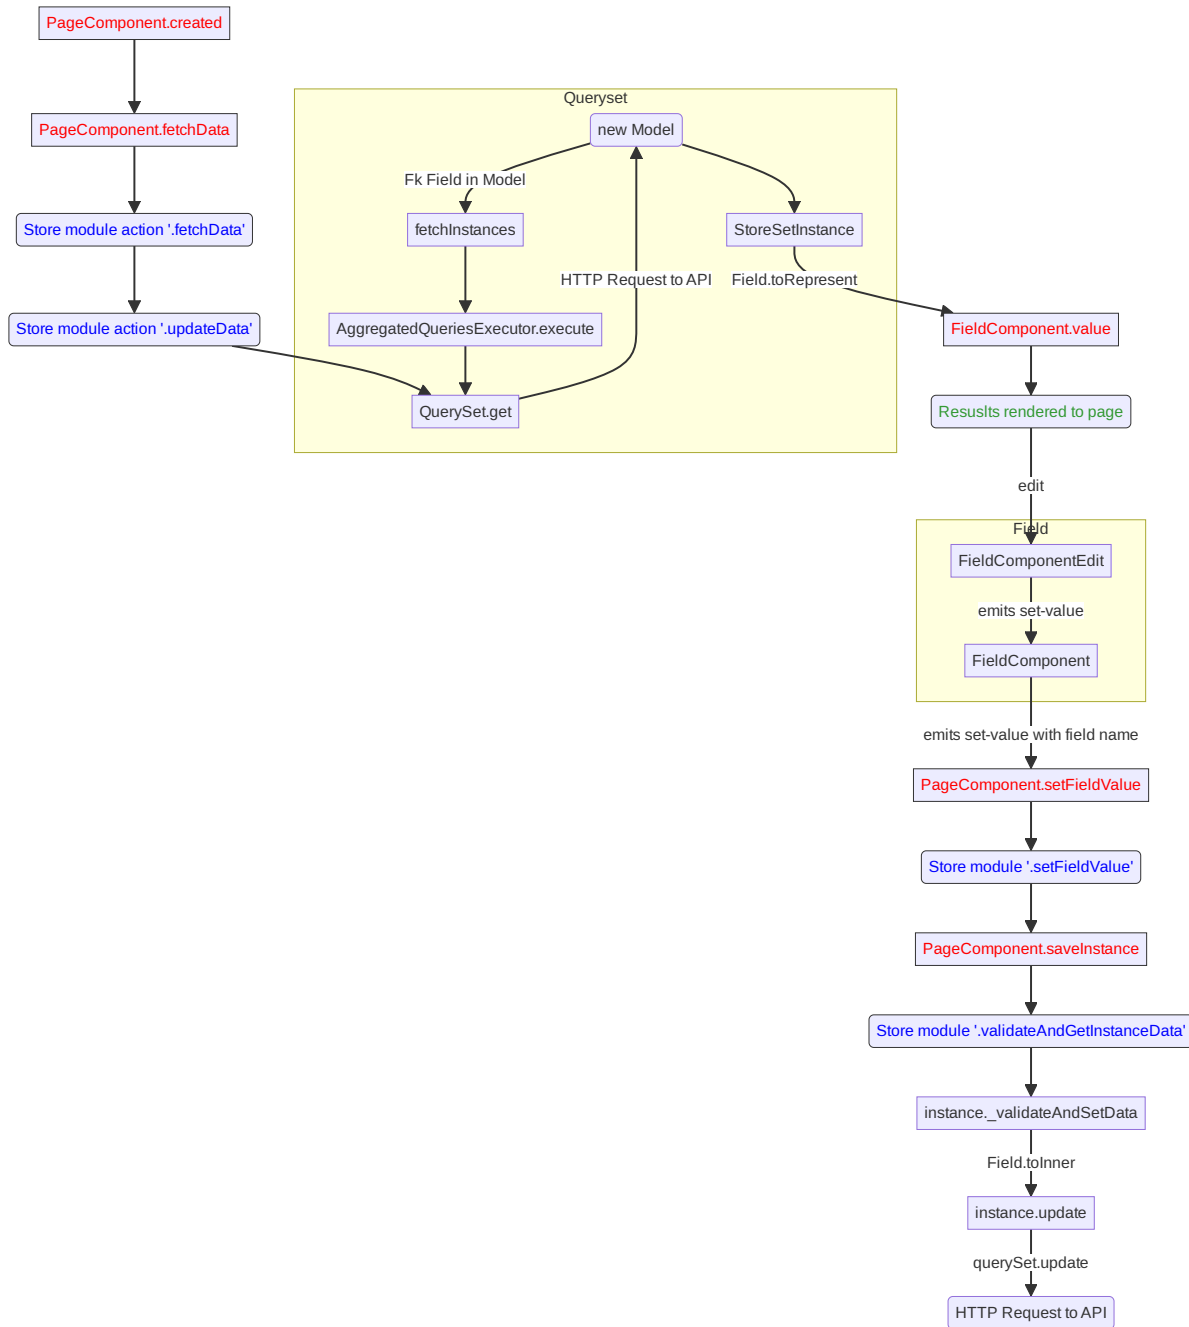 PageComponent.created
PageComponent.fetchData
Store module action '.fetchData'
Store module action '.updateData'
Queryset
new Model
Fk Field in Model
fetchInstances
StoreSetInstance
HTTP Request to API
Field.toRepresent
AggregatedQueriesExecutor.execute
QuerySet.get
FieldComponent.value
Resuslts rendered to page
edit
Field
FieldComponentEdit
emits set-value
FieldComponent
emits set-value with field name
PageComponent.setFieldValue
Store module '.setFieldValue'
PageComponent.saveInstance
Store module '.validateAndGetInstanceData'
instance._validateAndSetData
Field.toInner
instance.update
querySet.update
HTTP Request to API